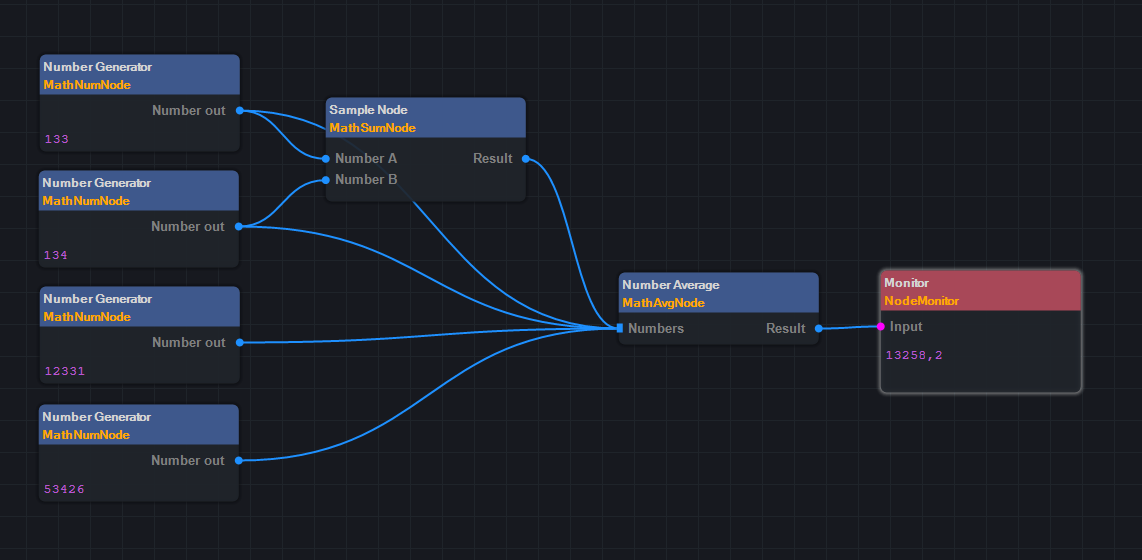 Number Generator
MathNumNode
Number out
133
Number Generator
MathNumNode
Number out
134
Number Generator
MathNumNode
Number out
12331
Number Generator
MathNumNode
Number out
53426
Sample Node
MathSumNode
Number A Result
Number B
Number Average
MathAvgNode
Numbers Result
Monitor
NodeMonitor
Input
13258,2